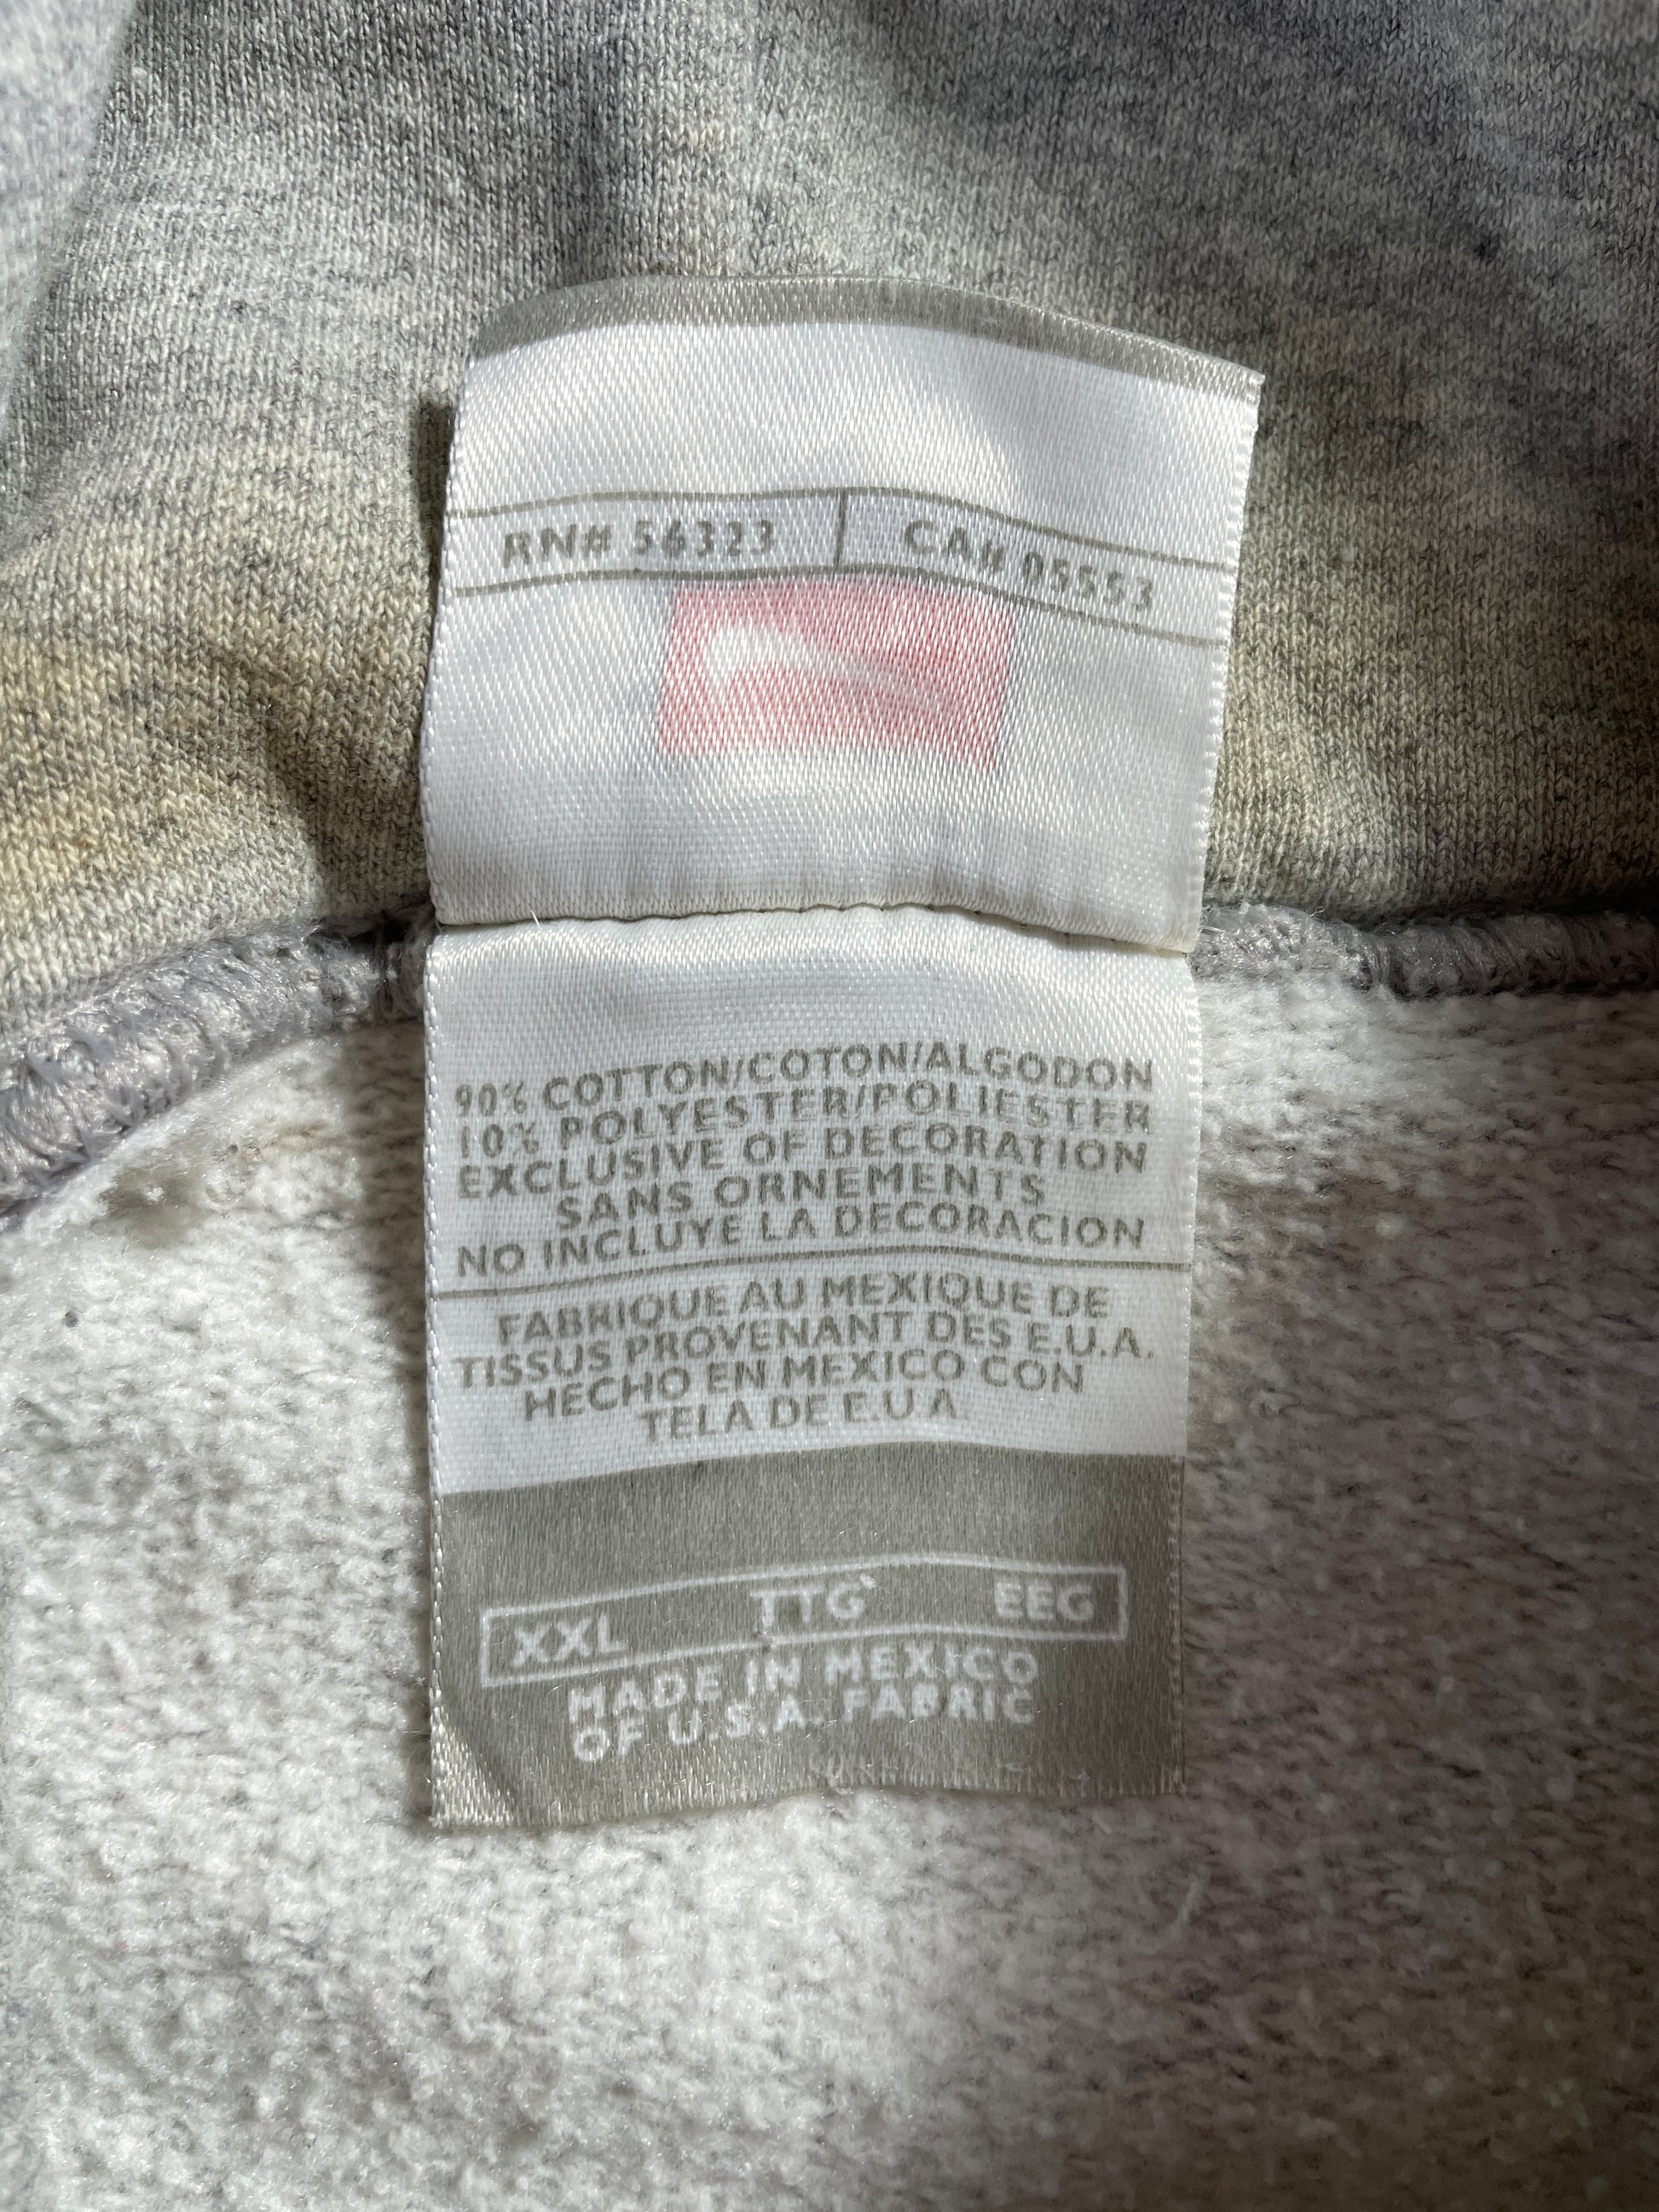 RN# 56323 CA# 05553
90% COTTON/COTON/ALGODON
10% POLYESTER/POLIESTER
EXCLUSIVE OF DECORATION
SANS ORNEMENTS
NO INCLUYE LA DECORACION
FABRIQUE AU MEXIQUE DE
TISSUS PROVENANT DES E.U.A.
HECHO EN MEXICO CON
TELA DE E.U.A.
XXL TTG EEG
MADE IN MEXICO
OF U.S.A. FABRIC